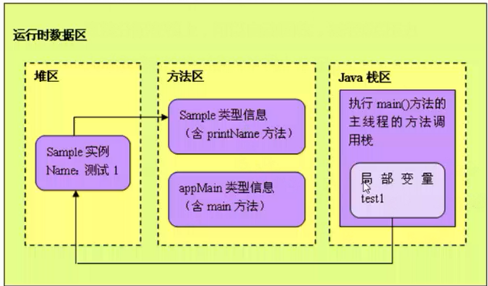 运行时数据区
堆区
Sample 实例
Name：测试 1
方法区
Sample 类型信息
（含 printName 方法）
appMain 类型信息
（含 main 方法）
Java 栈区
执行 main()方法的
主线程的方法调
用栈
局部变量
test1